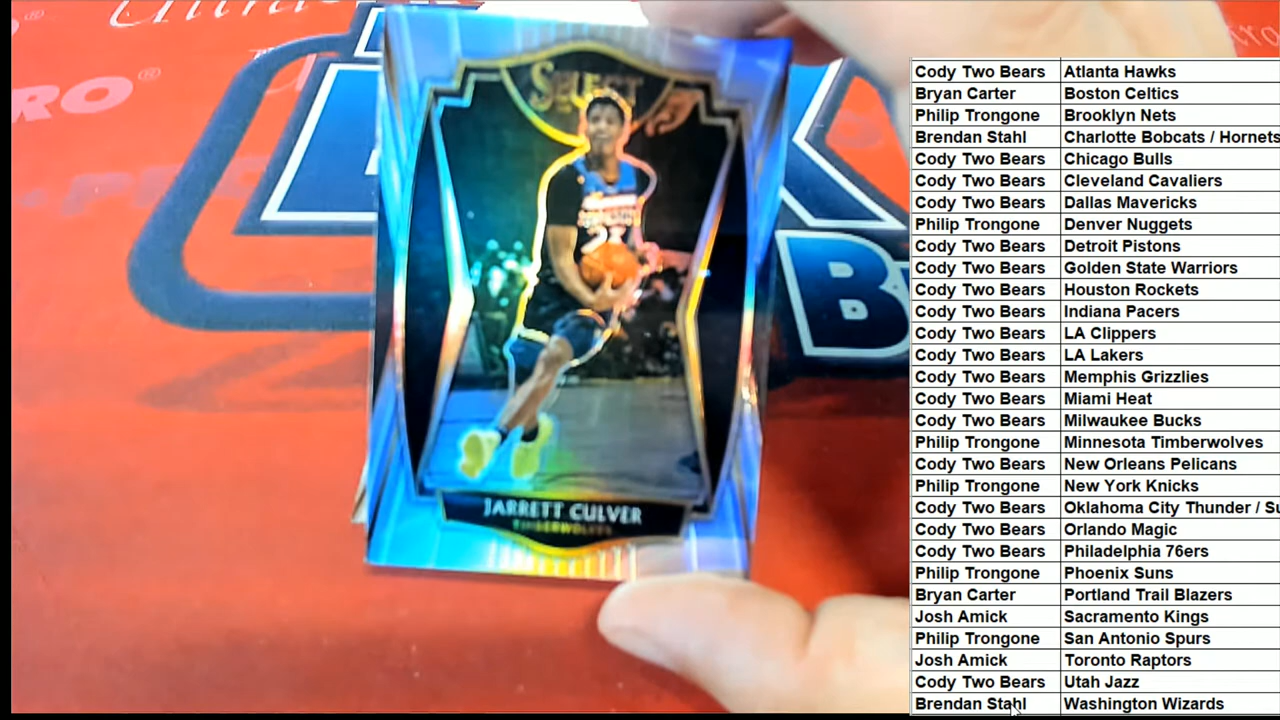 RO®
SELECT
JARRETT CULVER
TIMBERWOLVES
Cody Two Bears Atlanta Hawks
Bryan Carter Boston Celtics
Philip Trongone Brooklyn Nets
Brendan Stahl Charlotte Bobcats / Hornets
Cody Two Bears Chicago Bulls
Cody Two Bears Cleveland Cavaliers
Cody Two Bears Dallas Mavericks
Philip Trongone Denver Nuggets
Cody Two Bears Detroit Pistons
Cody Two Bears Golden State Warriors
Cody Two Bears Houston Rockets
Cody Two Bears Indiana Pacers
Cody Two Bears LA Clippers
Cody Two Bears LA Lakers
Cody Two Bears Memphis Grizzlies
Cody Two Bears Miami Heat
Cody Two Bears Milwaukee Bucks
Philip Trongone Minnesota Timberwolves
Cody Two Bears New Orleans Pelicans
Philip Trongone New York Knicks
Cody Two Bears Oklahoma City Thunder / Su
Cody Two Bears Orlando Magic
Cody Two Bears Philadelphia 76ers
Philip Trongone Phoenix Suns
Bryan Carter Portland Trail Blazers
Josh Amick Sacramento Kings
Philip Trongone San Antonio Spurs
Josh Amick Toronto Raptors
Cody Two Bears Utah Jazz
Brendan Stahl Washington Wizards